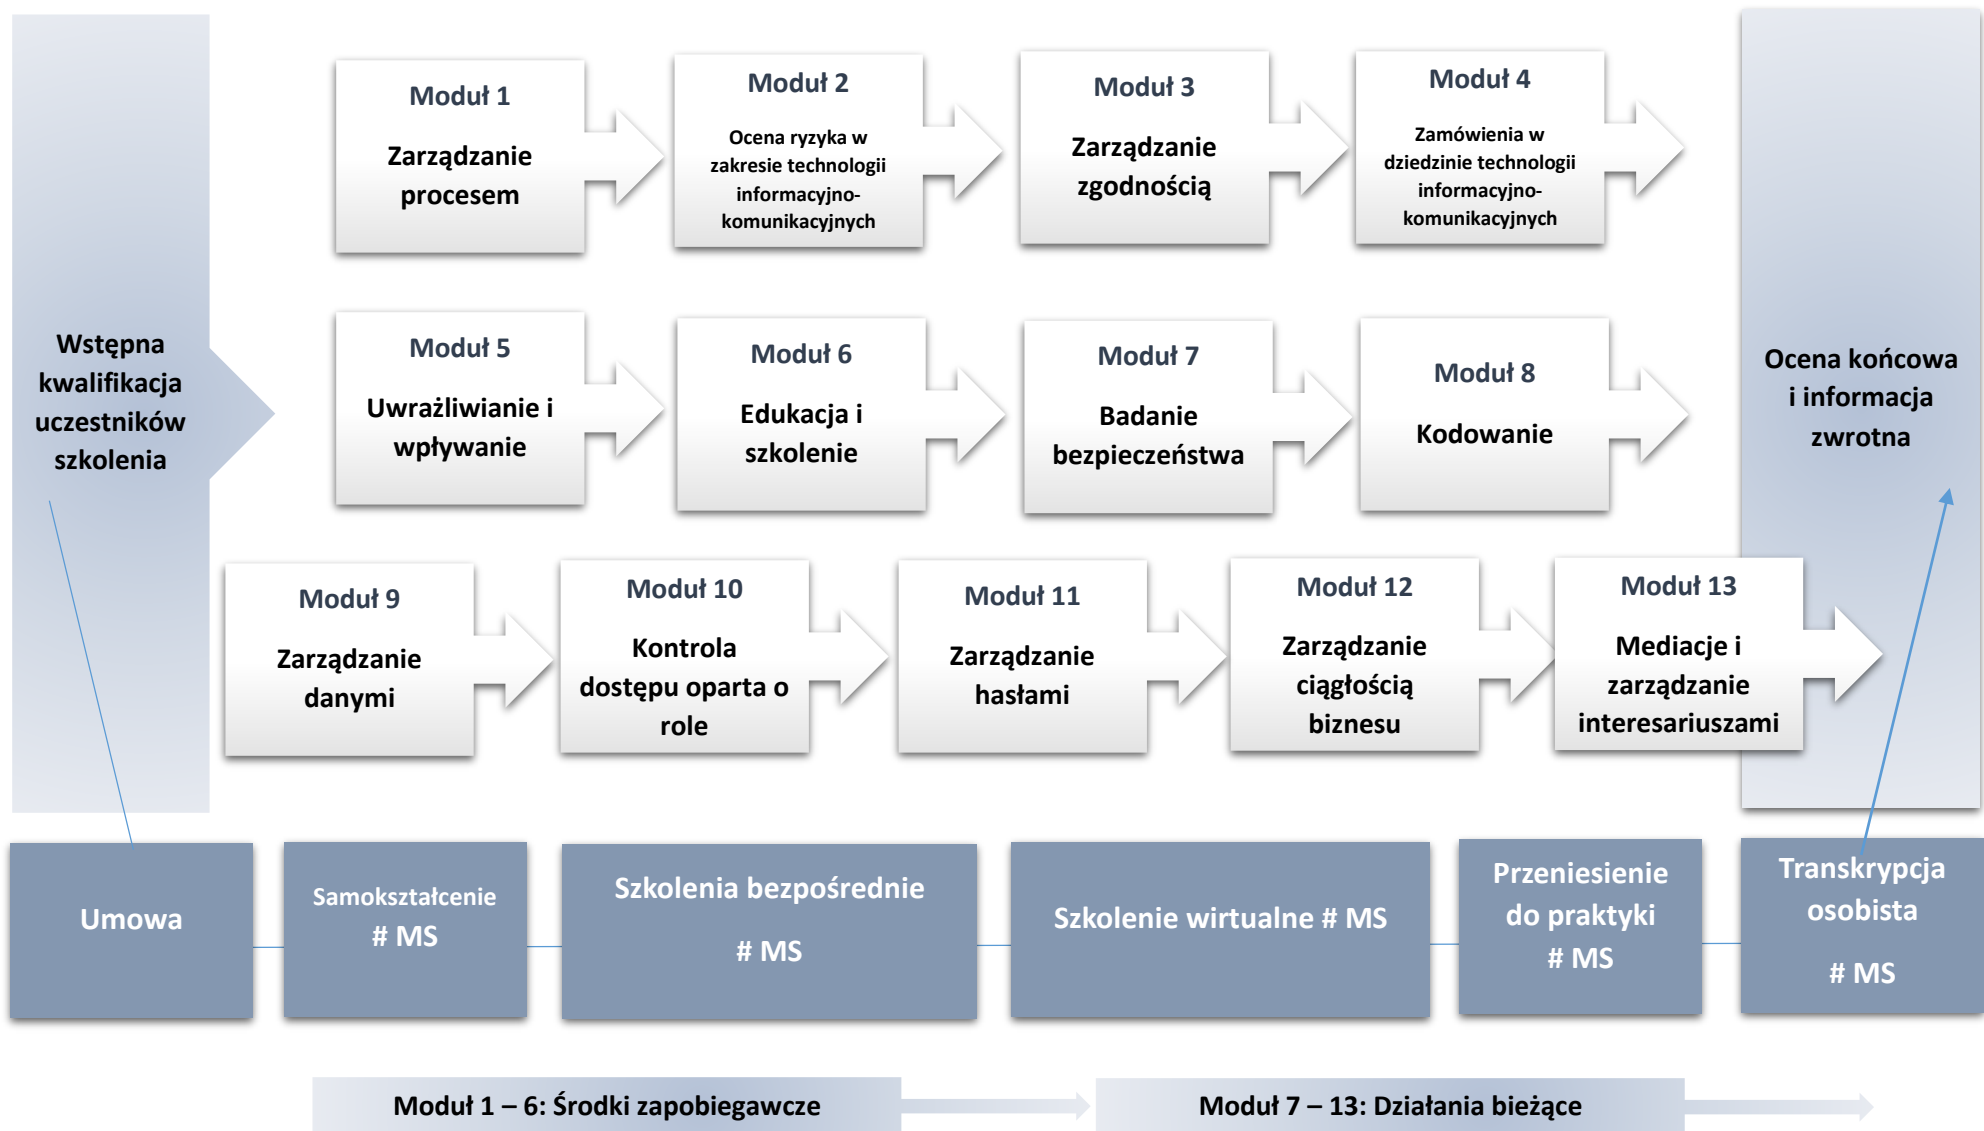 Wstępna
kwalifikacja
uczestników
szkolenia
Moduł 1
Zarządzanie
procesem
Moduł 2
Ocena ryzyka w
zakresie technologii
informacyjno-
komunikacyjnych
Moduł 3
Zarządzanie
zgodnością
Moduł 4
Zamówienia w
dziedzinie technologii
informacyjno-
komunikacyjnych
Moduł 5
Uwrażliwianie i
wpływanie
Moduł 6
Edukacja i
szkolenie
Moduł 7
Badanie
bezpieczeństwa
Moduł 8
Kodowanie
Moduł 9
Zarządzanie
danymi
Moduł 10
Kontrola
dostępu oparta o
role
Moduł 11
Zarządzanie
hasłami
Moduł 12
Zarządzanie
ciągłością
biznesu
Moduł 13
Mediacje i
zarządzanie
interesariuszami
Ocena końcowa
i informacja
zwrotna
Umowa
Samokształcenie
# MS
Szkolenia bezpośrednie
# MS
Szkolenie wirtualne # MS
Przeniesienie
do praktyki
# MS
Transkrypcja
osobista
# MS
Moduł 1 – 6: Środki zapobiegawcze
Moduł 7 – 13: Działania bieżące